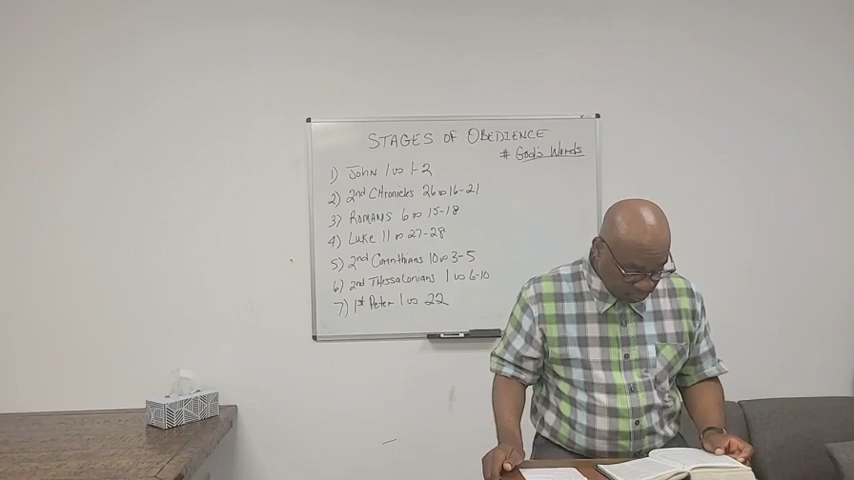 STAGES OF OBEDIENCE
# God's Words
1) John 1 vs 1-2
2) 2nd Chronicles 26 vs 16-21
3) ROMANS 6 vs 15-18
4) Luke 11 vs 27-28
5) 2nd Corinthians 10 vs 3-5
6) 2nd Thessalonians 1 vs 6-10
7) 1st Peter 1 vs 22